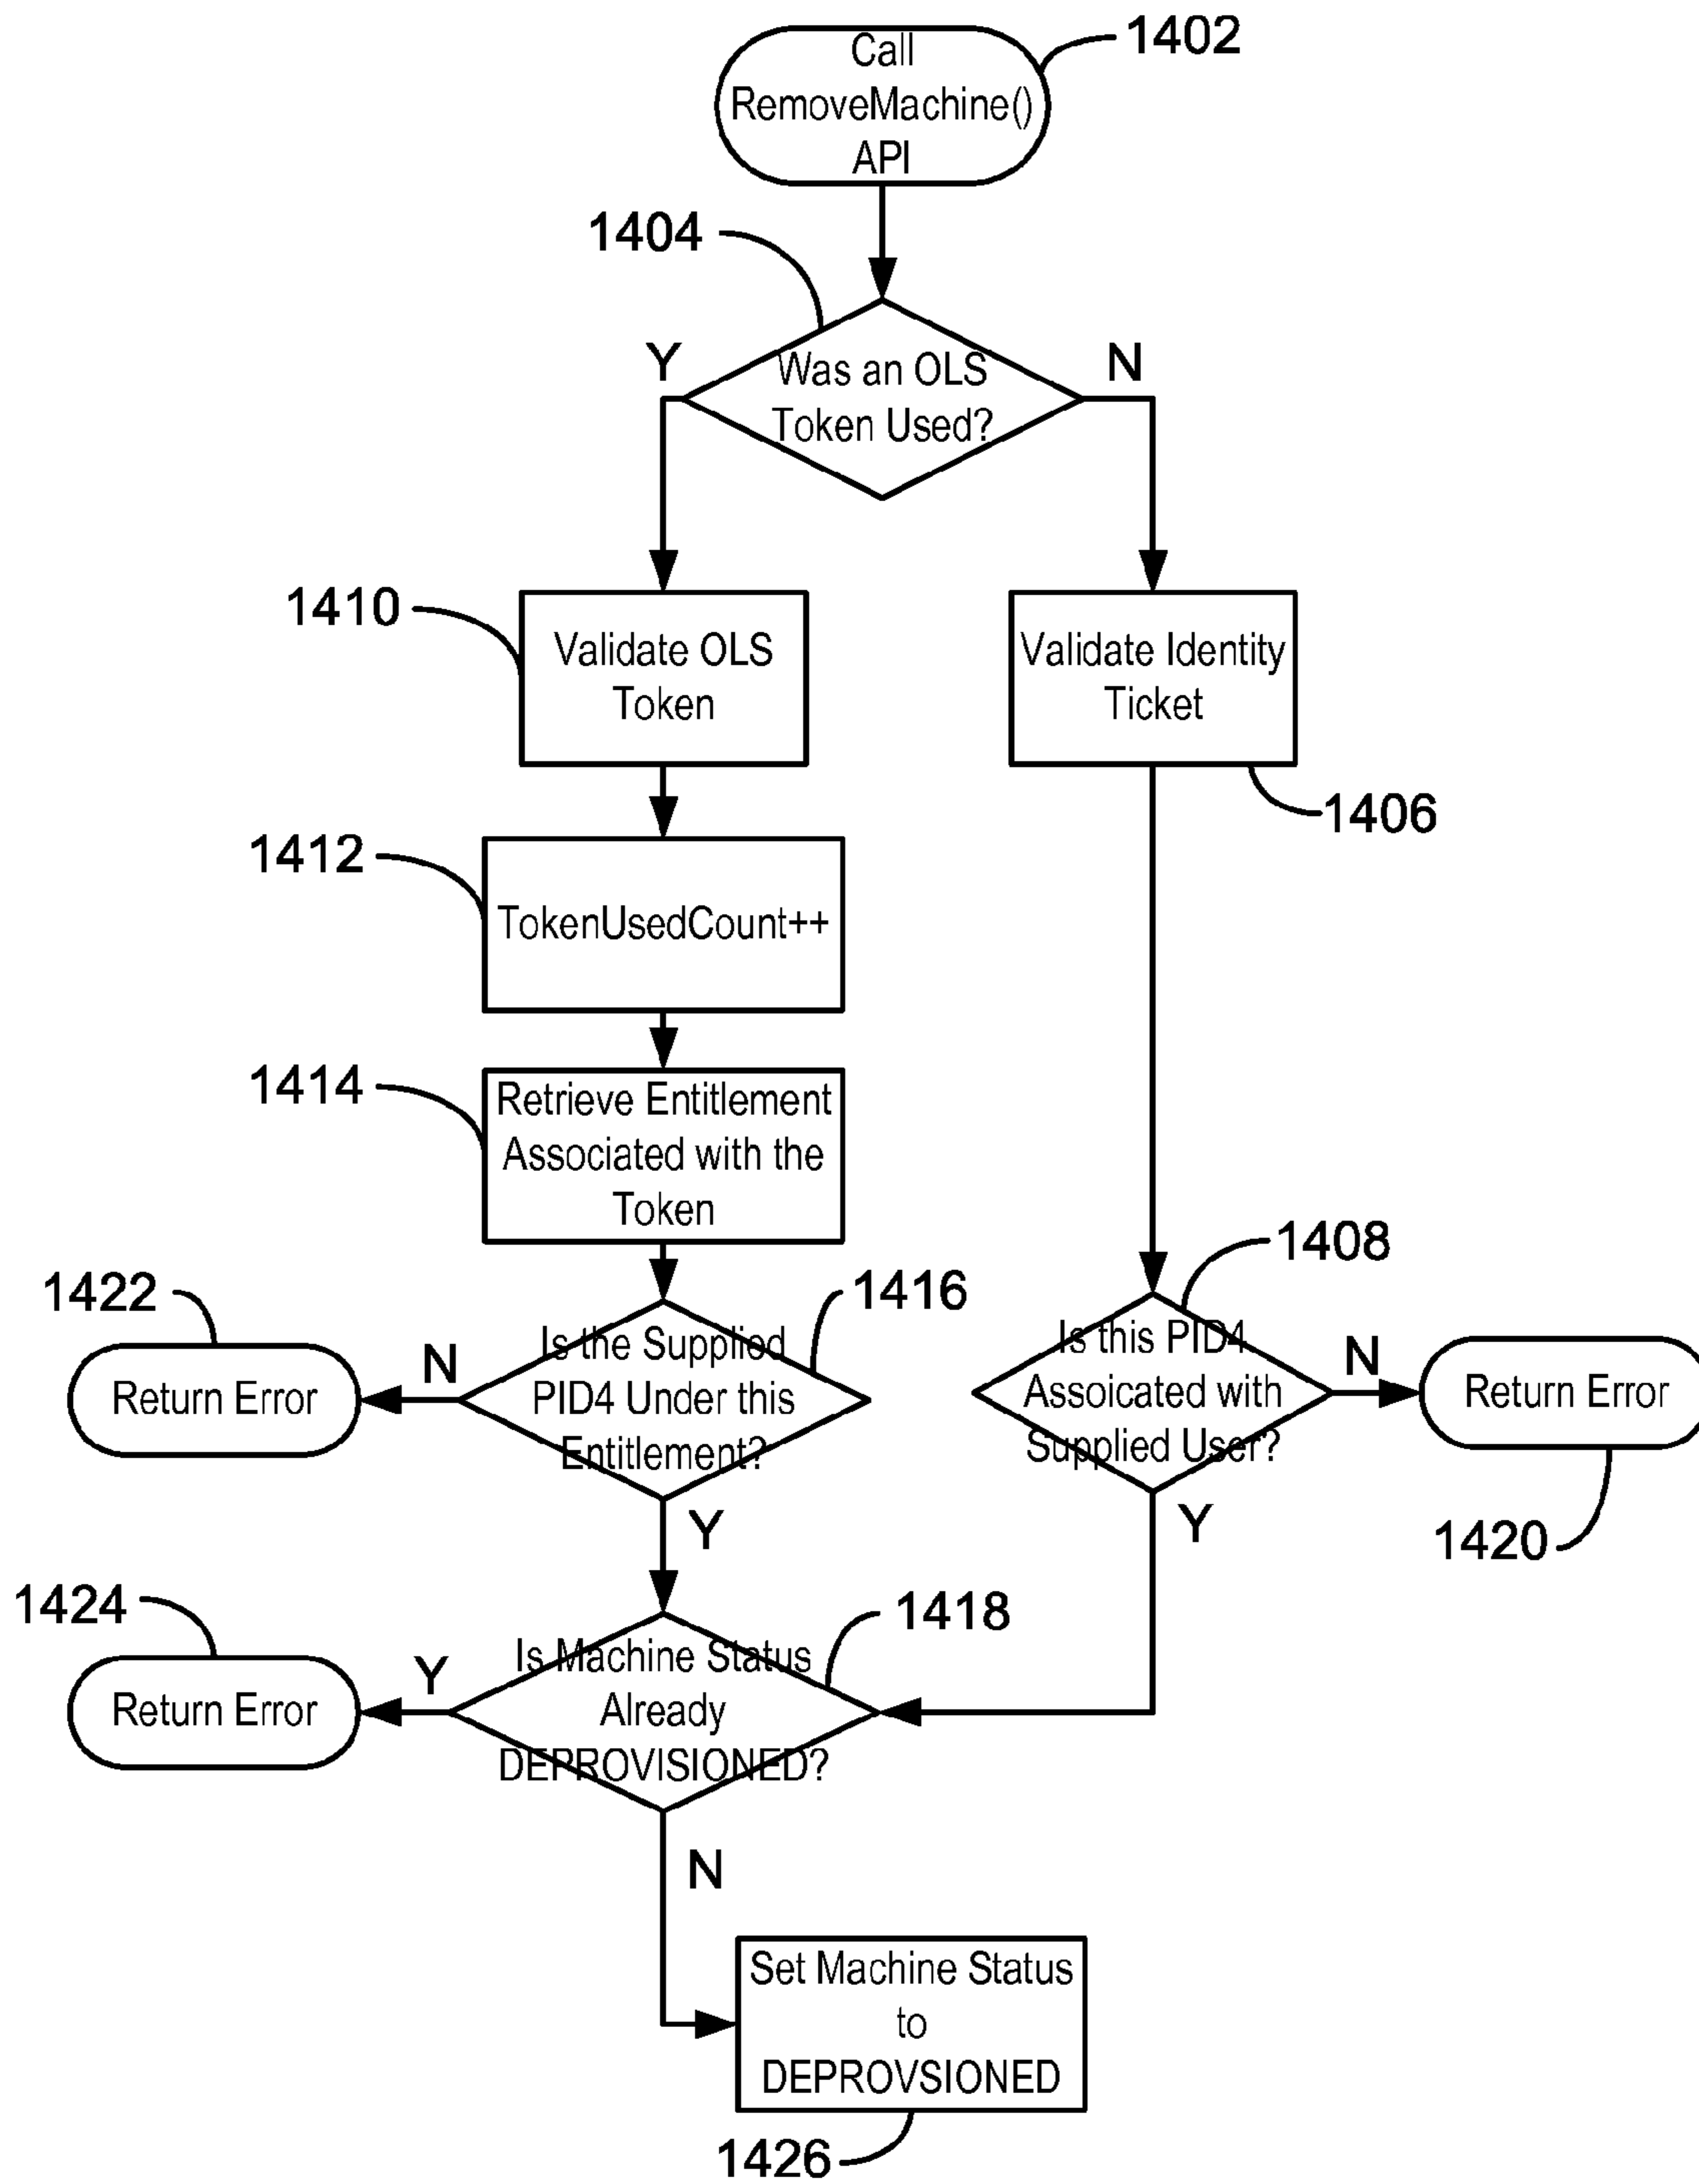 1402
Call
RemoveMachine()
API
1404
Y
N
Was an OLS
Token Used?
1410
Validate OLS
Token
Validate Identity
Ticket
1406
1412
TokenUsedCount++
1414
Retrieve Entitlement
Associated with the
Token
1408
1416
1422
Is the Supplied
PID4 Under this
Entitlement?
N
Return Error
Is this PID4
Assoicated with
Supplied User?
N
Return Error
Y
Y
1420
1424
1418
Is Machine Status
Already
DEPROVISIONED?
Y
Return Error
N
Set Machine Status
to
DEPROVSIONED
1426